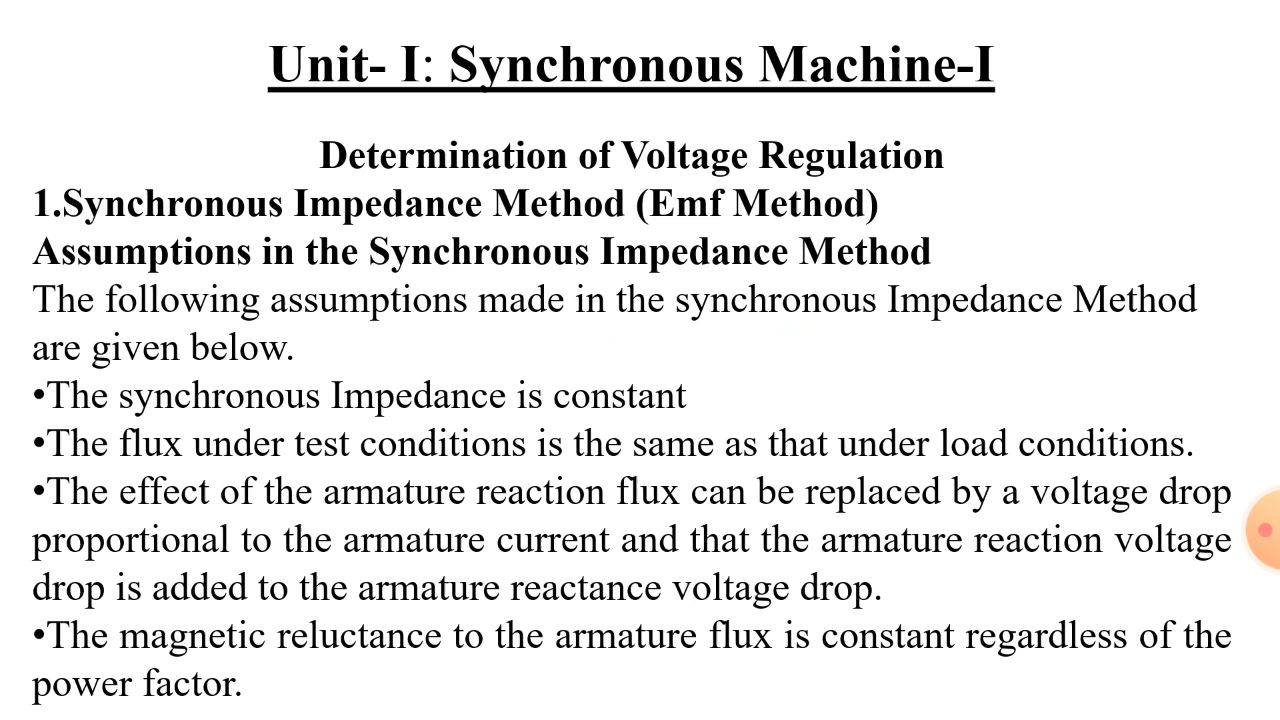 Unit- I: Synchronous Machine-I
Determination of Voltage Regulation
1.Synchronous Impedance Method (Emf Method)
Assumptions in the Synchronous Impedance Method
The following assumptions made in the synchronous Impedance Method
are given below.
•The synchronous Impedance is constant
•The flux under test conditions is the same as that under load conditions.
•The effect of the armature reaction flux can be replaced by a voltage drop
proportional to the armature current and that the armature reaction voltage
drop is added to the armature reactance voltage drop.
•The magnetic reluctance to the armature flux is constant regardless of the
power factor.